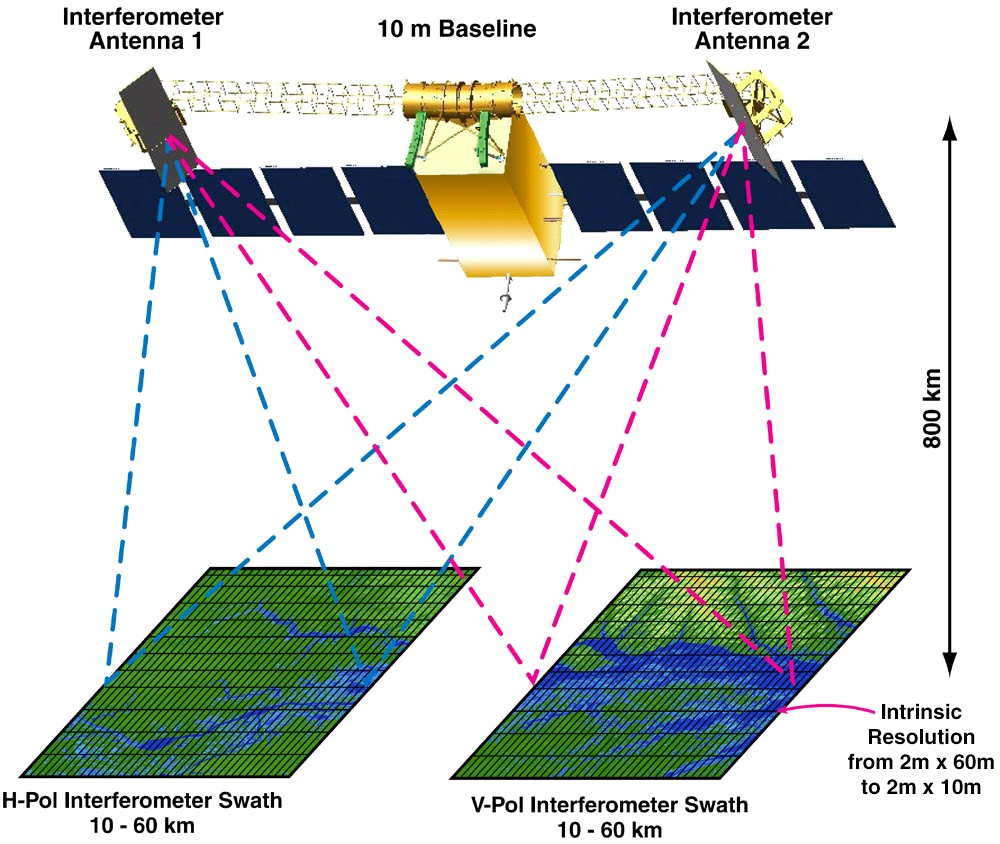 Interferometer
Antenna 1
10 m Baseline
Interferometer
Antenna 2
800 km
Intrinsic
Resolution
from 2m x 60m
to 2m x 10m
H-Pol Interferometer Swath
10 - 60 km
V-Pol Interferometer Swath
10 - 60 km